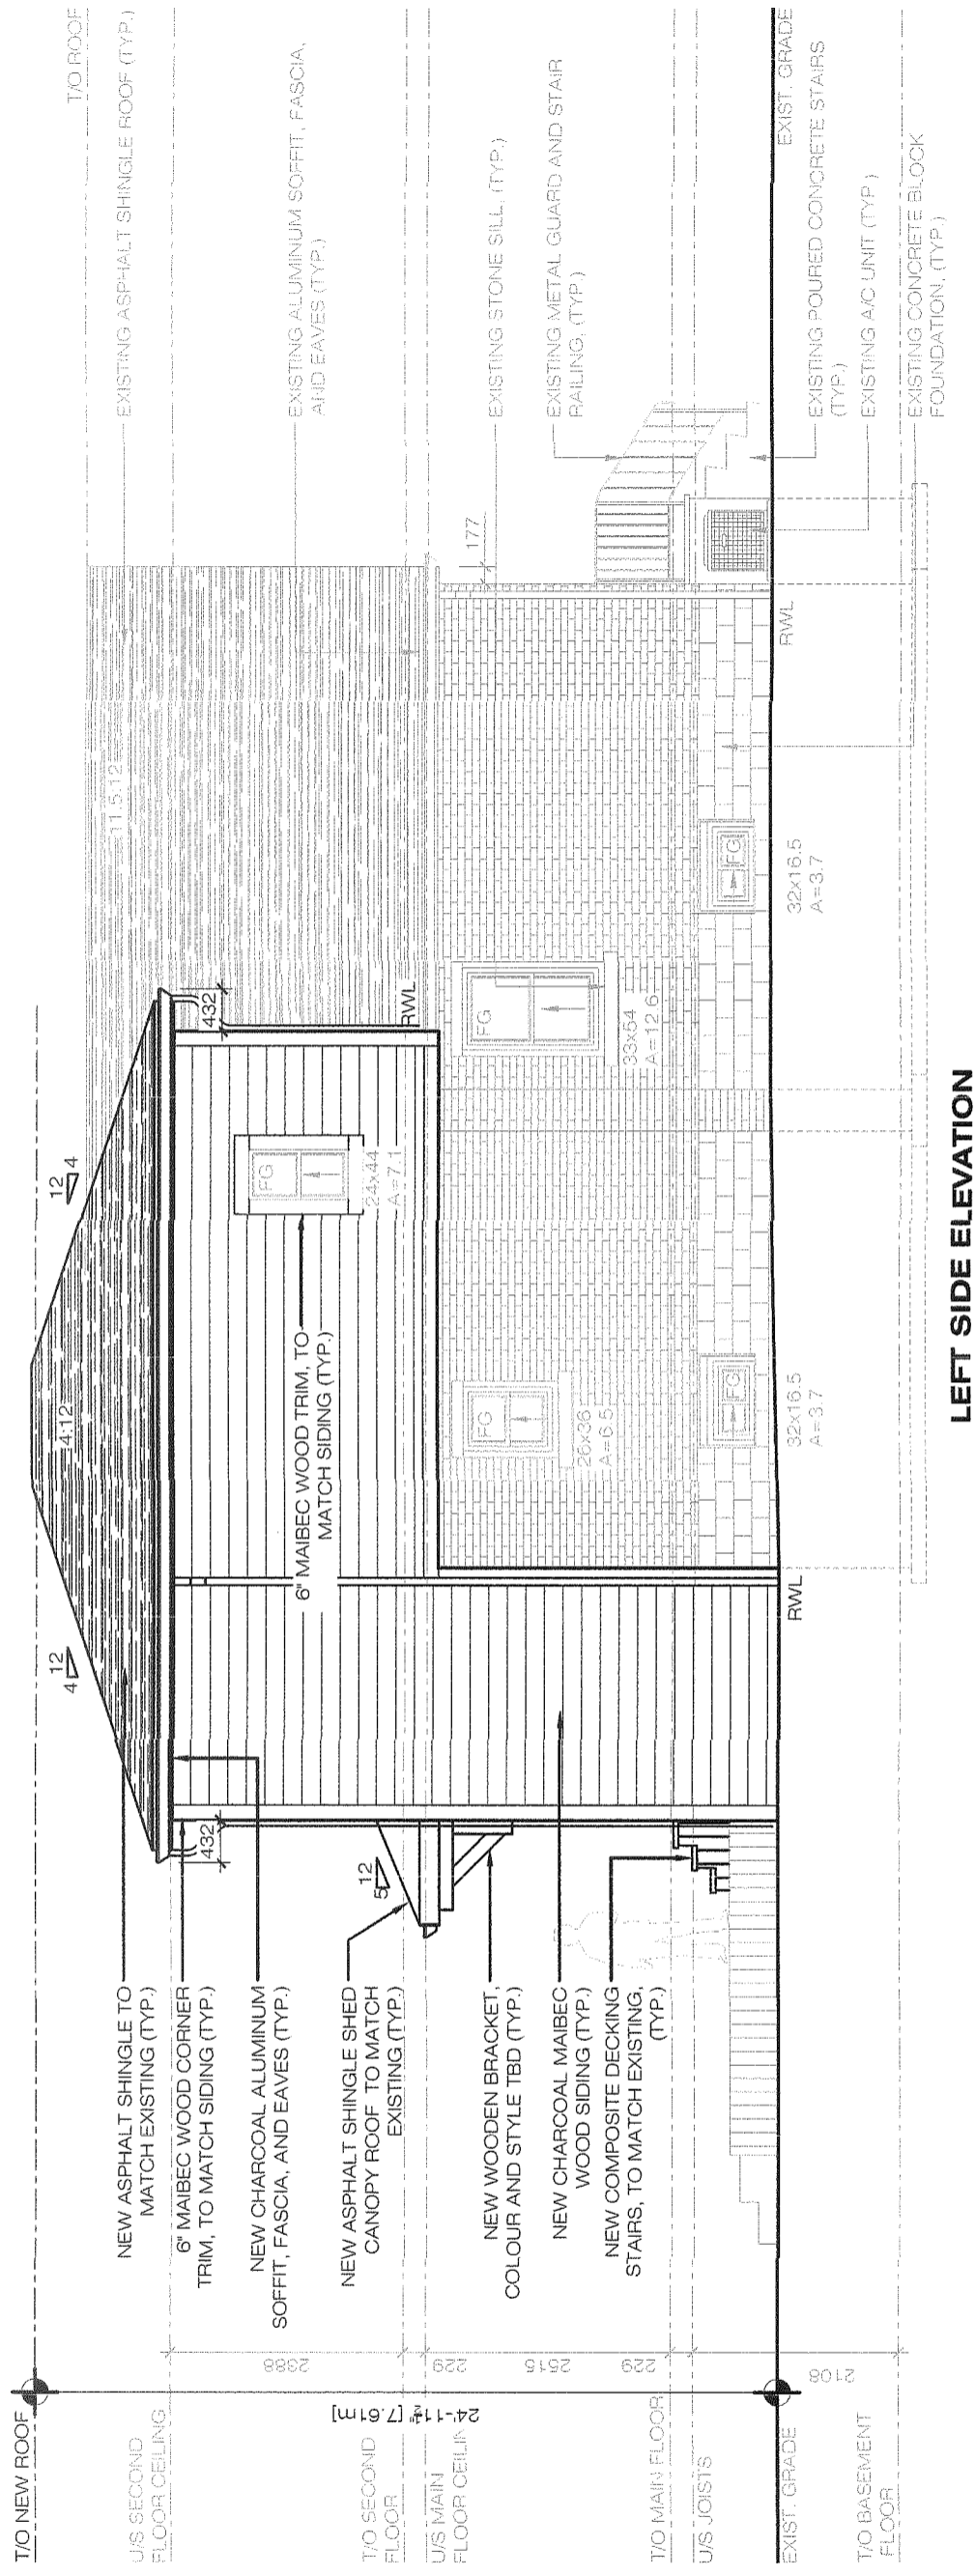 T/O NEW ROOF
U/S SECOND
FLOOR CEILING
T/O SECOND
FLOOR
U/S MAIN
FLOOR CEILIN
T/O MAIN FLOOR
U/S JOISTS
EXIST. GRADE
T/O BASEMENT
FLOOR
229
2515
229
2108
NEW ASPHALT SHINGLE TO
MATCH EXISTING (TYP.)
6" MAIBEC WOOD CORNER
TRIM, TO MATCH SIDING (TYP.)
NEW CHARCOAL ALUMINUM
SOFFIT, FASCIA, AND EAVES (TYP.)
NEW ASPHALT SHINGLE SHED
CANOPY ROOF TO MATCH
EXISTING (TYP.)
NEW WOODEN BRACKET,
COLOUR AND STYLE TBD (TYP.)
NEW CHARCOAL MAIBEC
WOOD SIDING (TYP.)
NEW COMPOSITE DECKING
STAIRS, TO MATCH EXISTING,
(TYP.)
432
12
5
12
4
4:12
12
4
6" MAIBEC WOOD TRIM, TO
MATCH SIDING (TYP.)
FG
24x44
A=7.1
432
RWL
RWL
FG
26x36
A=6.5
FG
32x16.5
A=3.7
FG
33x54
A=12.6
FG
32x16.5
A=3.7
RWL
177
T/O ROOF
EXISTING ASPHALT SHINGLE ROOF (TYP.)
EXISTING ALUMINUM SOFFIT, FASCIA,
AND EAVES (TYP.)
EXISTING STONE SILL, (TYP.)
EXISTING METAL GUARD AND STAIR
RAILING, (TYP.)
EXIST. GRADE
EXISTING POURED CONCRETE STAIRS
(TYP.)
EXISTING A/C UNIT (TYP.)
EXISTING CONCRETE BLOCK
FOUNDATION, (TYP.)
LEFT SIDE ELEVATION